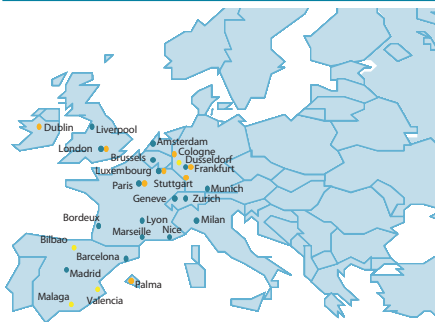 Dublin
Liverpool
London
Amsterdam
Cologne
Brussels
Dusseldorf
Luxembourg
Frankfurt
Paris
Stuttgart
Munich
Geneve
Zurich
Bordeux
Lyon
Milan
Marseille
Nice
Bilbao
Barcelona
Madrid
Palma
Malaga
Valencia